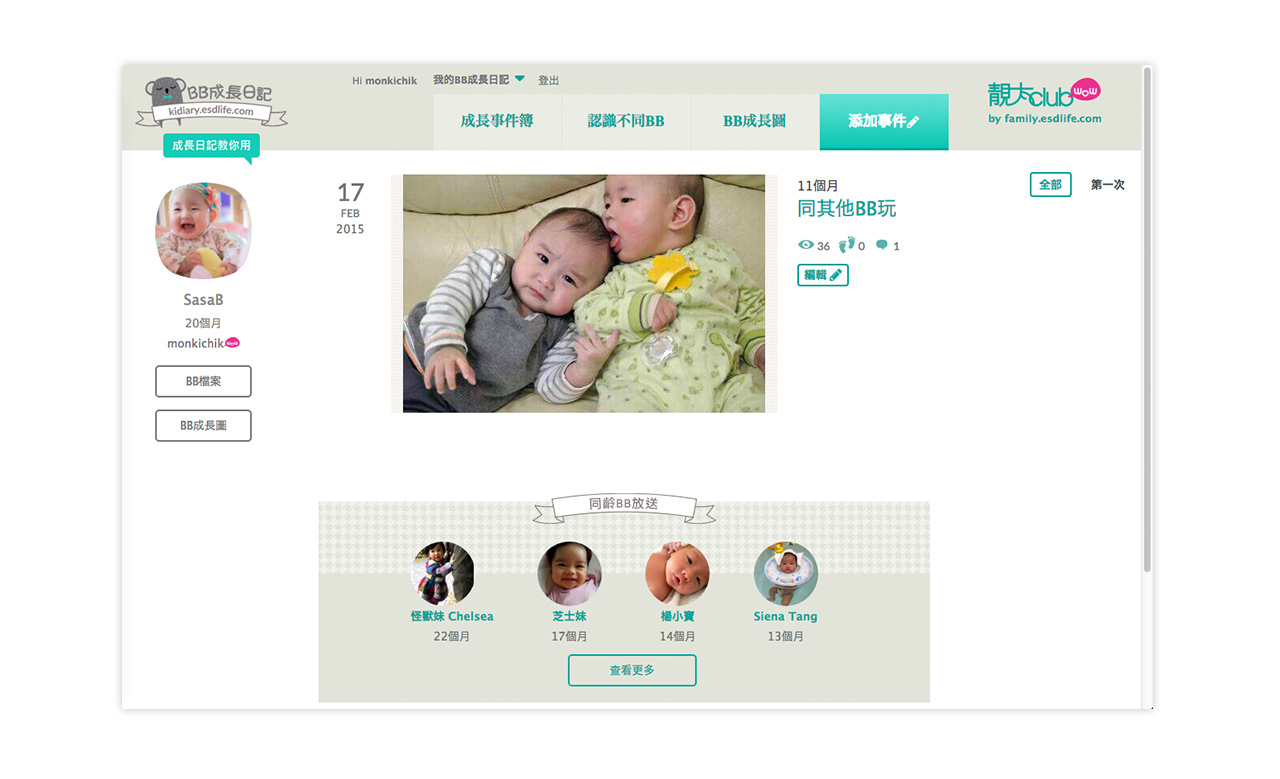 BB成長日記
kidiary.esdlife.com
成長日記教你用
Hi monkichik 我的BB成長日記 登出
成長事件簿 認識不同BB BB成長圖 添加事件
靚太club wow
by family.esdlife.com
SasaB
20個月
monkichik wow
BB檔案
BB成長圖
17
FEB
2015
11個月
同其他BB玩
36 0 1
編輯
全部 第一次
同齡BB放送
怪獸妹 Chelsea
22個月
芝士妹
17個月
楊小寶
14個月
Siena Tang
13個月
查看更多